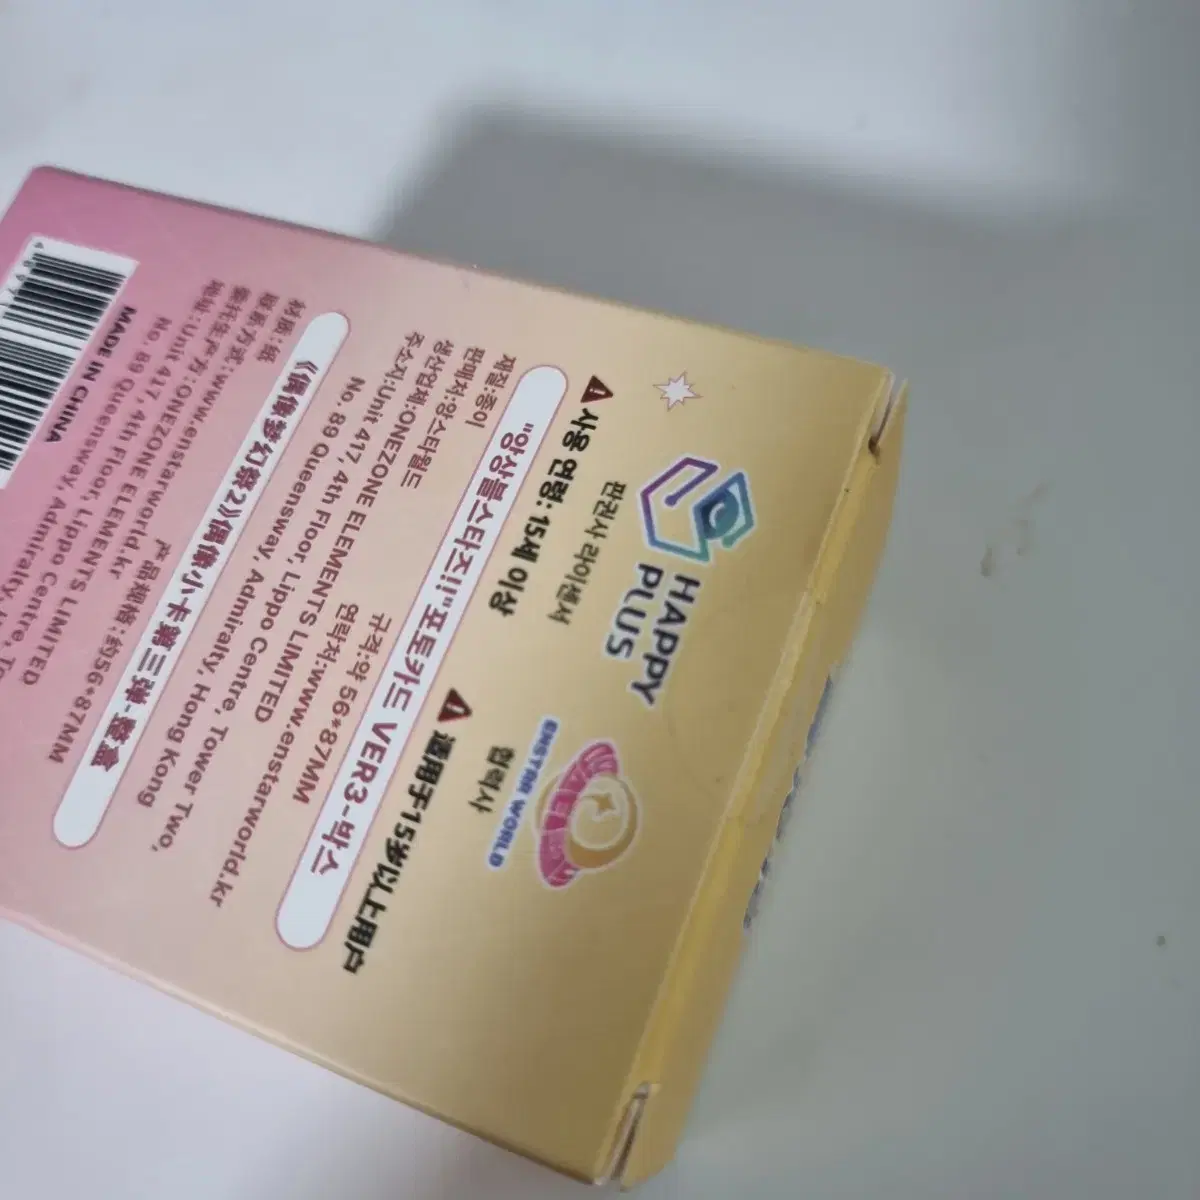 HAPPY
PLUS
ENSTAR WORLD
판권사 라이센서
협력사
사용 연령: 15세 이상
适用于15岁以上用户
"앙상블스타즈!!"포토카드 VER3-박스
재질:종이
규격:약 56*87MM
판매처:앙스타월드
연락처:www.enstarworld.kr
생산업체:ONEZONE ELEMENTS LIMITED
주소지:Unit 417, 4th Floor, Lippo Centre, Tower Two,
No. 89 Queensway, Admiralty, Hong Kong
《偶像梦幻祭2》偶像小卡第三弹-整盒
材质:纸
产品规格:约56*87MM
联系方式:www.enstarworld.kr
委托生产方:ONEZONE ELEMENTS LIMITED
地址:Unit 417, 4th Floor, Lippo Centre,
No. 89 Queensway, Admiralty,
MADE IN CHINA